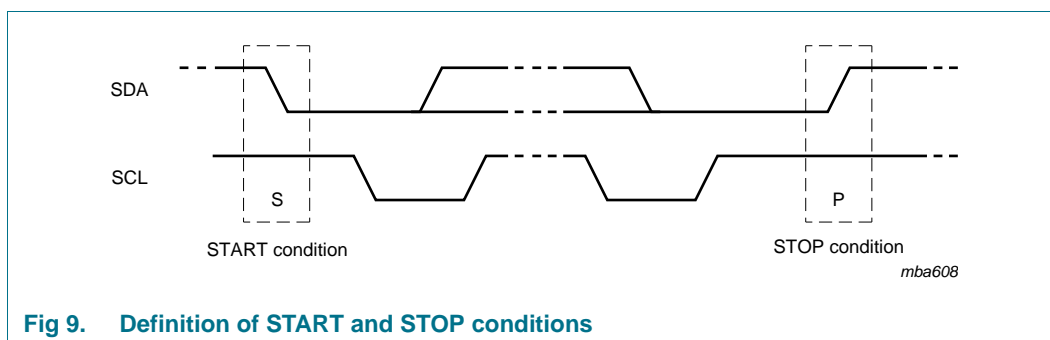 SDA
SCL
S
P
START condition
STOP condition
mba608
Fig 9. Definition of START and STOP conditions